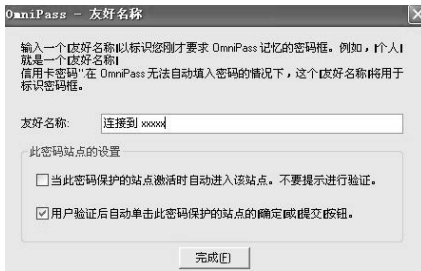 OmniPass - 友好名称
输入一个"友好名称"以标识您刚才要求 OmniPass 记忆的密码框。例如，"个人"
就是一个"友好名称"
信用卡密码".在 OmniPass 无法自动填入密码的情况下，这个"友好名称"将用于
标识密码框。
友好名称: 连接到 xxxxx
此密码站点的设置
当此密码保护的站点激活时自动进入该站点。不要提示进行验证。
用户验证后自动单击此密码保护的站点的"确定"或"提交"按钮。
完成(F)